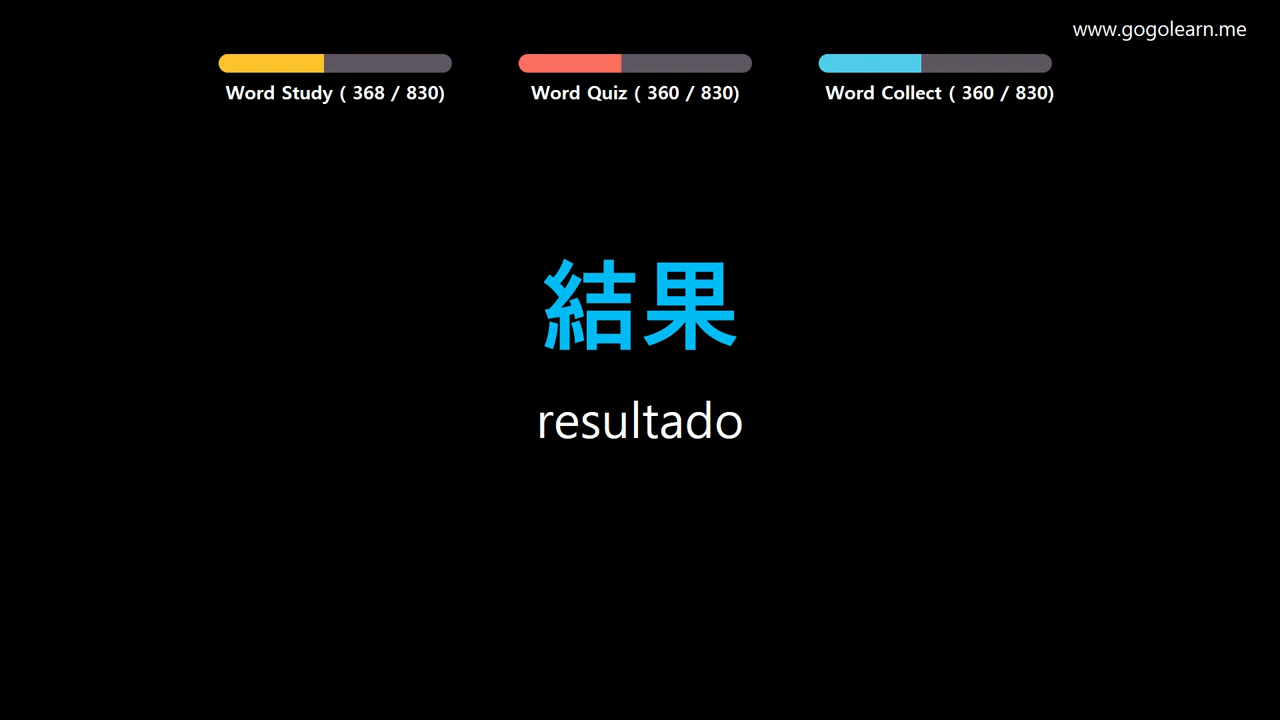 www.gogolearn.me
Word Study ( 368 / 830)
Word Quiz ( 360 / 830)
Word Collect ( 360 / 830)
結果
resultado